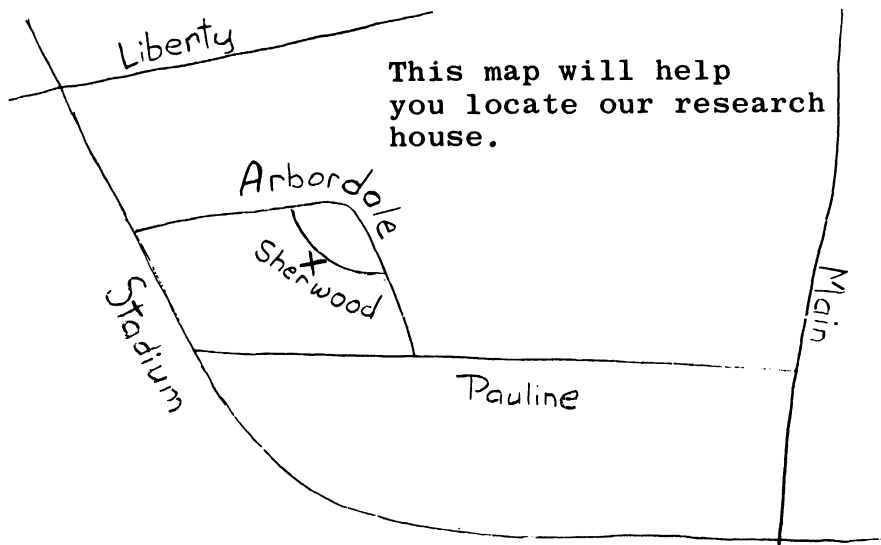 Liberty
This map will help
you locate our research
house.
Arbordale
Sherwood
Stadium
Main
Pauline